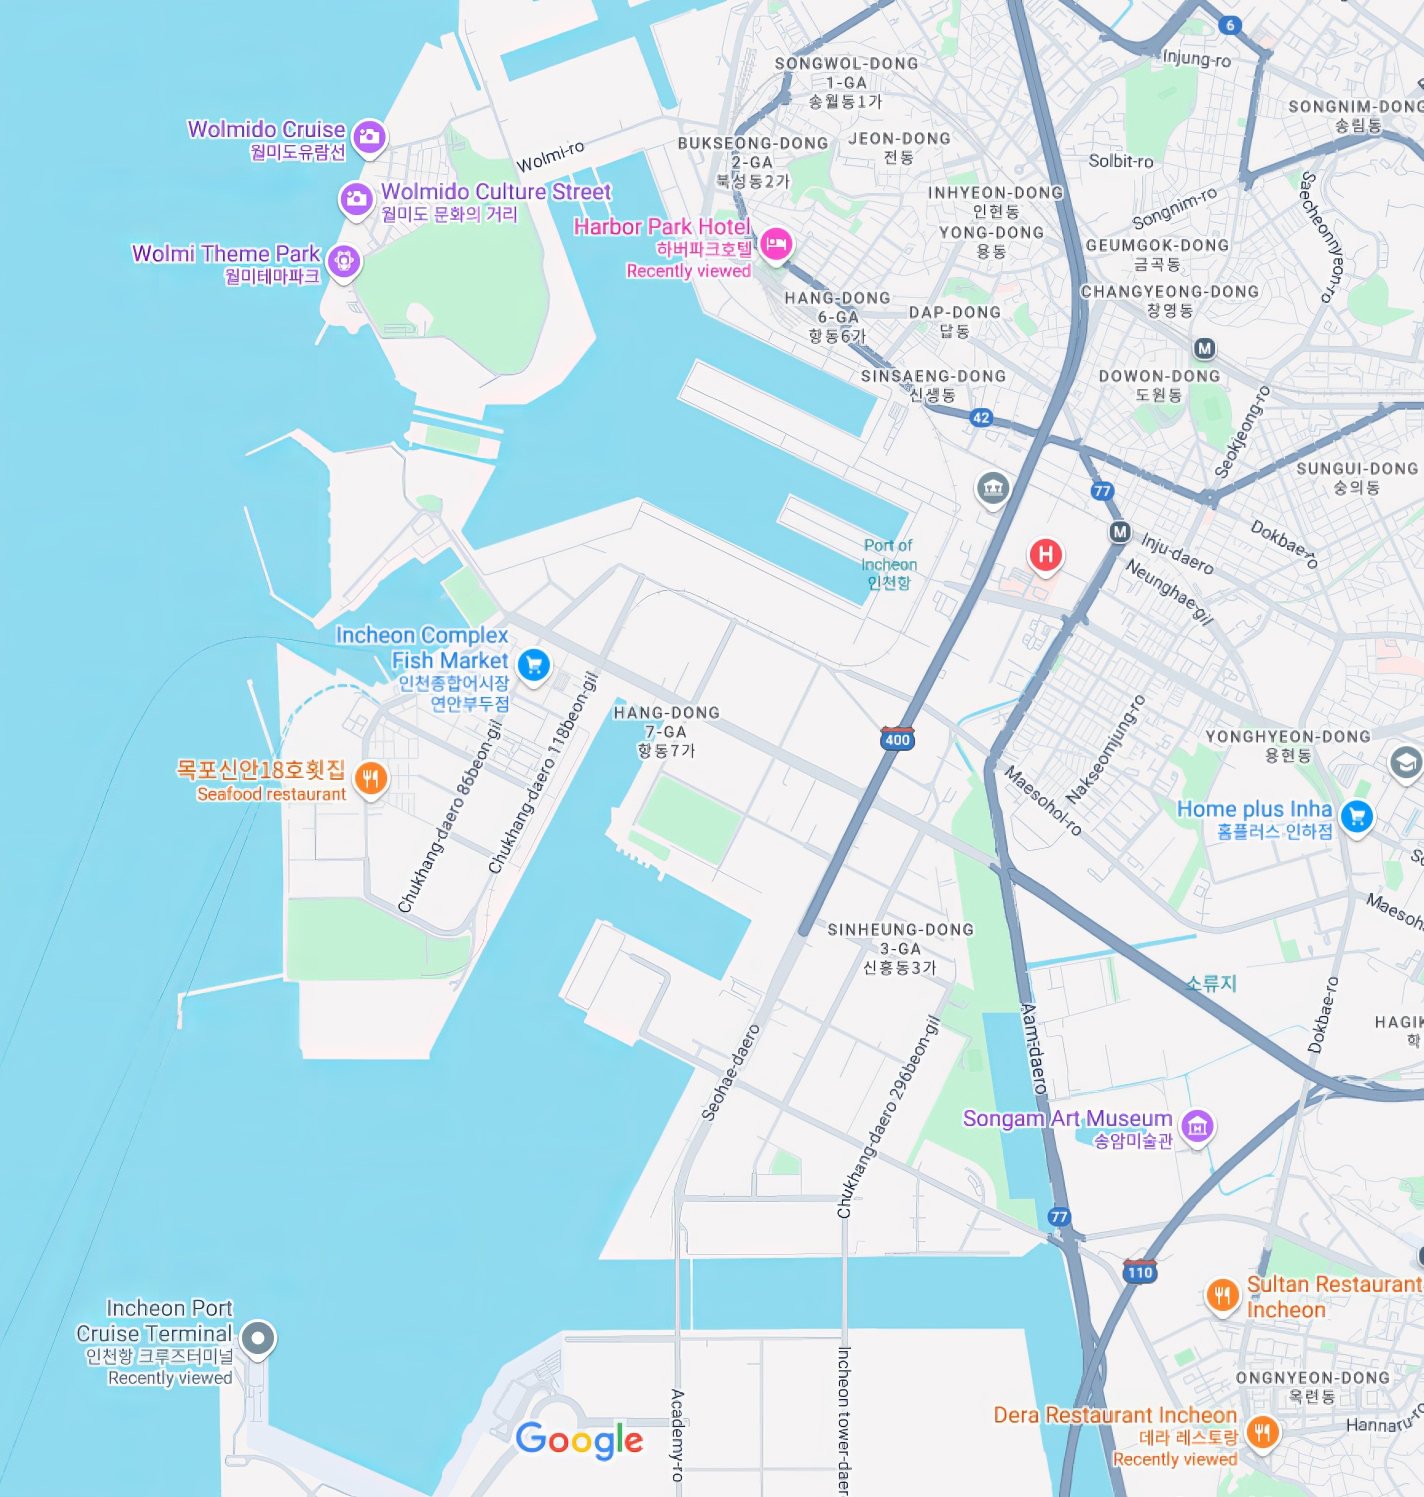 6
Injung-ro
SONGWOL-DONG
1-GA
송월동1가
SONGNIM-DONG
송림동
Wolmido Cruise
월미도유람선
BUKSEONG-DONG
2-GA
북성동2가
JEON-DONG
전동
Wolmi-ro
Solbit-ro
Wolmido Culture Street
월미도 문화의 거리
INHYEON-DONG
인현동
Songnim-ro
Saecheonnyeon-ro
Harbor Park Hotel
하버파크호텔
Recently viewed
YONG-DONG
용동
Wolmi Theme Park
월미테마파크
GEUMGOK-DONG
금곡동
HANG-DONG
6-GA
항동6가
DAP-DONG
답동
CHANGYEONG-DONG
창영동
M
SINSAENG-DONG
신생동
DOWON-DONG
도원동
42
Seokjeong-ro
SUNGUI-DONG
숭의동
77
M
H
Port of
Incheon
인천항
Inju-daero
Dokbae-ro
Neunghae-gil
Incheon Complex
Fish Market
인천종합어시장
연안부두점
HANG-DONG
7-GA
항동7가
Chukhang-daero 118beon-gil
Chukhang-daero 86beon-gil
400
Nakseomjung-ro
YONGHYEON-DONG
용현동
목포신안18호횟집
Seafood restaurant
Maesohol-ro
Home plus Inha
홈플러스 인하점
So
Maesoh
SINHEUNG-DONG
3-GA
신흥동3가
소류지
Dokbae-ro
HAGIK
학
Aam-daero
Seohae-daero
Chukhang-daero 296beon-gil
Songam Art Museum
송암미술관
77
110
Sultan Restaurant
Incheon
Incheon Port
Cruise Terminal
인천항 크루즈터미널
Recently viewed
ONGNYEON-DONG
옥련동
Academy-ro
Incheon tower-daer
Dera Restaurant Incheon
데라 레스토랑
Recently viewed
Hannaru-ro
Google